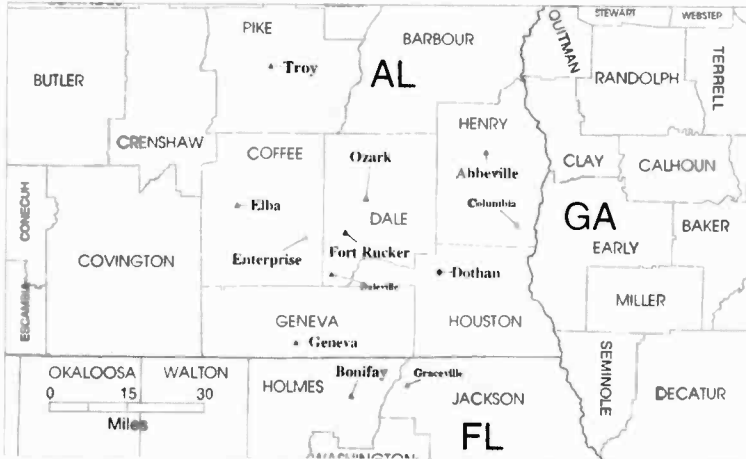 STEWART
WEBSTER
PIKE
QUITMAN
BARBOUR
Troy
AL
TERRELL
BUTLER
RANDOLPH
HENRY
CRENSHAW
COFFEE
Ozark
CLAY
CALHOUN
Abbeville
Columbia
CONECUH
Elba
DALE
GA
BAKER
Enterprise
Fort Rucker
EARLY
COVINGTON
Dothan
Daleville
ESCAMBIA
MILLER
GENEVA
HOUSTON
Geneva
SEMINOLE
OKALOOSA
WALTON
HOLMES
Bonifay
Graceville
JACKSON
DECATUR
0 15 30
Miles
FL
WASHINGTON